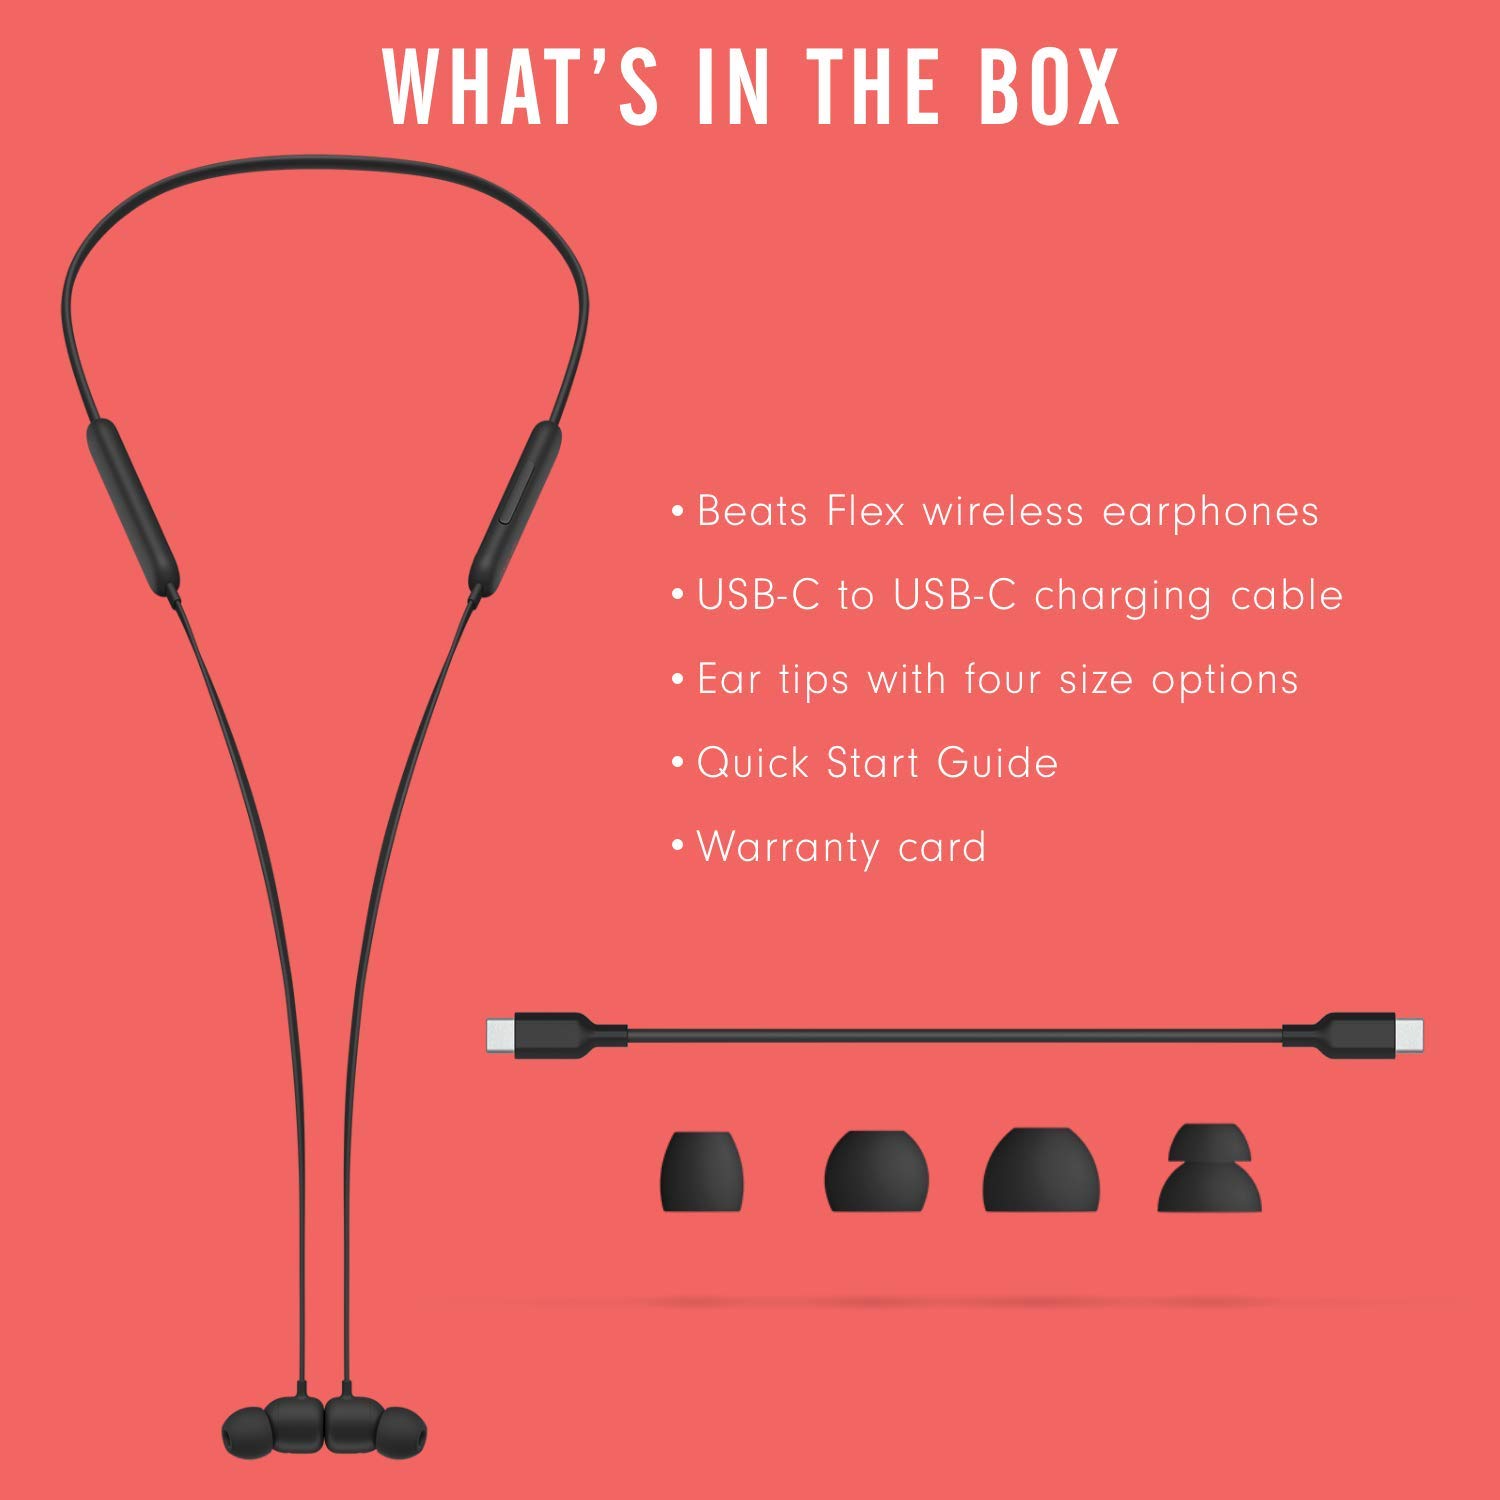 WHAT'S IN THE BOX
• Beats Flex wireless earphones
• USB-C to USB-C charging cable
• Ear tips with four size options
• Quick Start Guide
• Warranty card